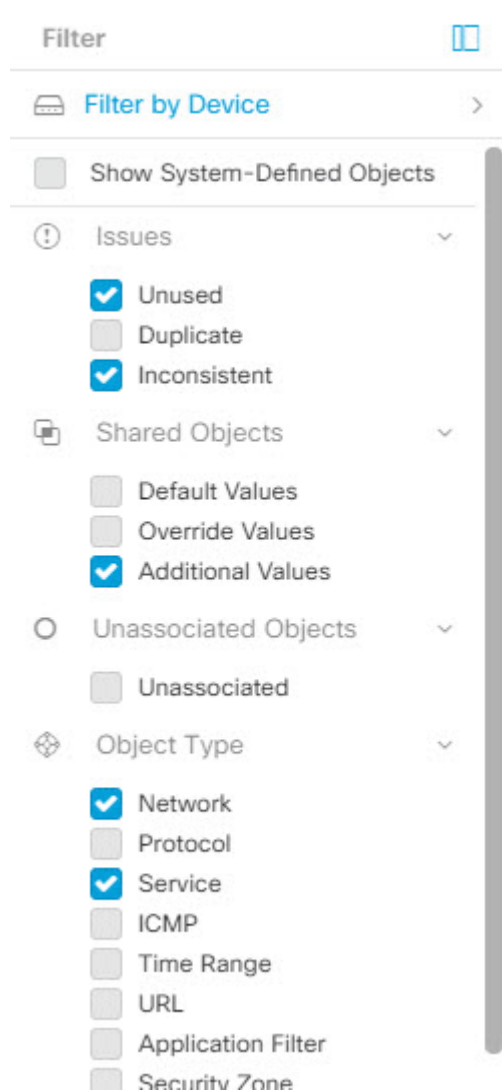 Filter
Filter by Device
Show System-Defined Objects
Issues
Unused
Duplicate
Inconsistent
Shared Objects
Default Values
Override Values
Additional Values
Unassociated Objects
Unassociated
Object Type
Network
Protocol
Service
ICMP
Time Range
URL
Application Filter
Security Zone